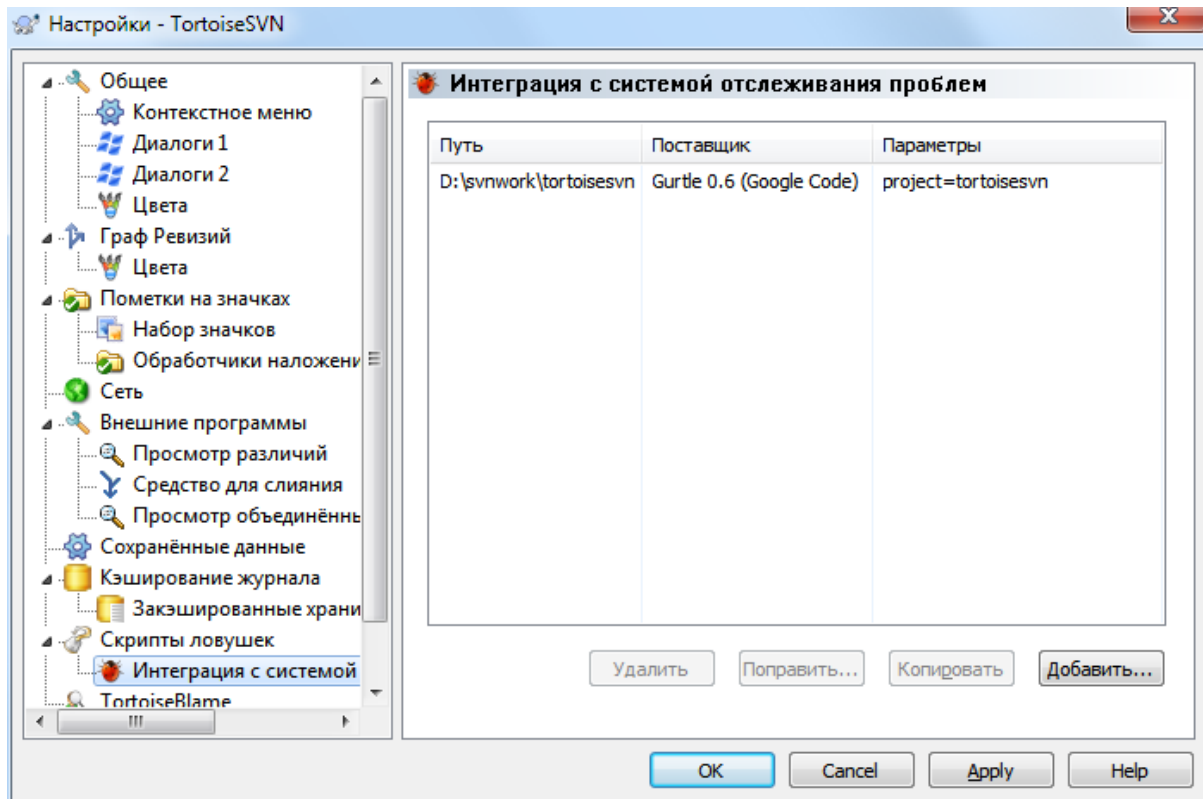 Настройки - TortoiseSVN
Общее
Контекстное меню
Диалоги 1
Диалоги 2
Цвета
Граф Ревизий
Цвета
Пометки на значках
Набор значков
Обработчики наложени
Сеть
Внешние программы
Просмотр различий
Средство для слияния
Просмотр объединённь
Сохранённые данные
Кэширование журнала
Закэшированные храни
Скрипты ловушек
Интеграция с системой
TortoiseBlame
Интеграция с системой отслеживания проблем
Путь Поставщик Параметры
D:\svnwork\tortoisesvn Gurtle 0.6 (Google Code) project=tortoisesvn
Удалить Поправить... Копировать Добавить...
OK Cancel Apply Help